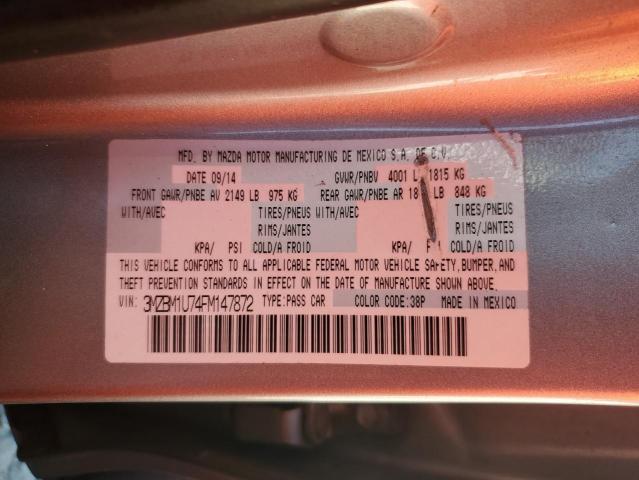 MFD. BY MAZDA MOTOR MANUFACTURING DE MEXICO S.A. DE C.V.
DATE 09/14 GVWR/PNBV 4001 L 1815 KG
FRONT GAWR/PNBE AV 2149 LB 975 KG REAR GAWR/PNBE AR 18 LB 848 KG
WITH/AVEC TIRES/PNEUS WITH/AVEC TIRES/PNEUS
RIMS/JANTES RIMS/JANTES
KPA/ PSI COLD/A FROID KPA/ COLD/A FROID
THIS VEHICLE CONFORMS TO ALL APPLICABLE FEDERAL MOTOR VEHICLE SAFETY, BUMPER, AND
THEFT PREVENTION STANDARDS IN EFFECT ON THE DATE OF MANUFACTURE SHOWN ABOVE.
VIN: 3MZBM1U74FM147872 TYPE:PASS CAR COLOR CODE:38P MADE IN MEXICO